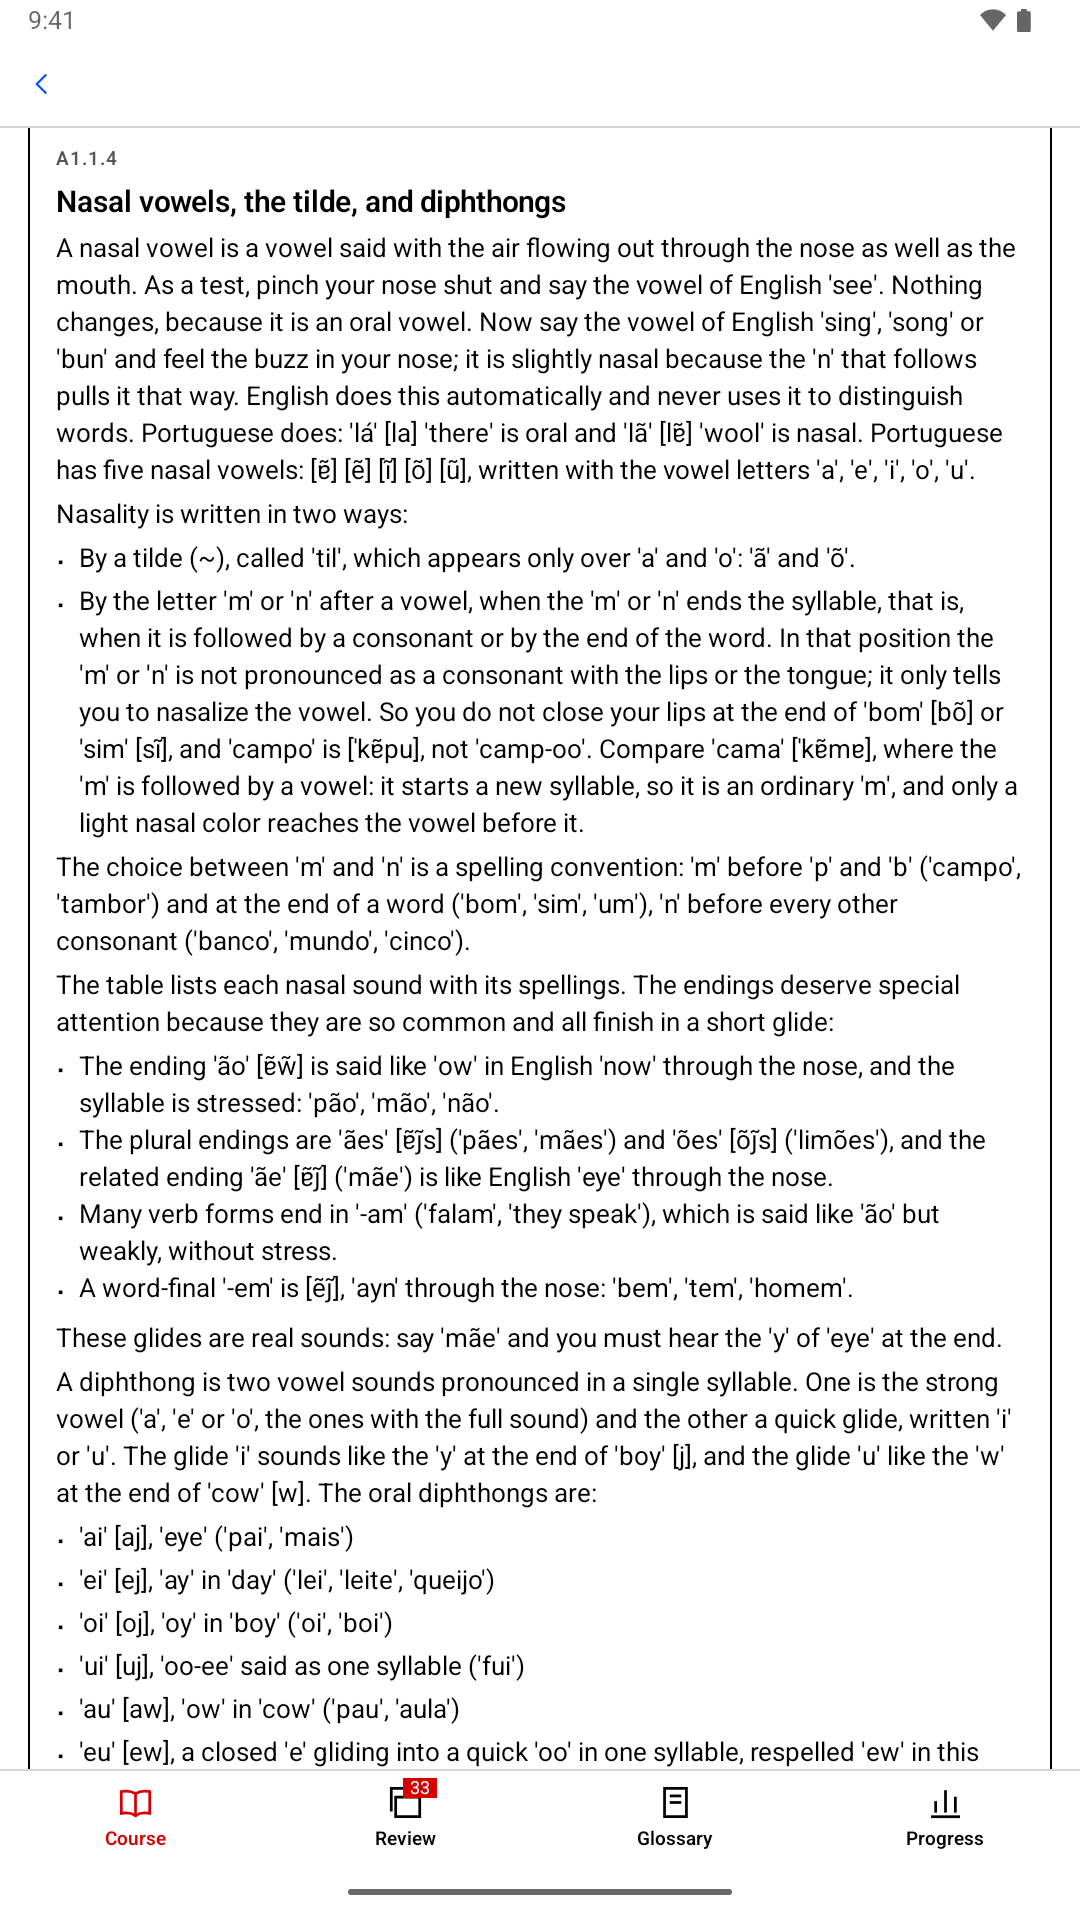 9:41
A1.1.4
Nasal vowels, the tilde, and diphthongs
A nasal vowel is a vowel said with the air flowing out through the nose as well as the
mouth. As a test, pinch your nose shut and say the vowel of English 'see'. Nothing
changes, because it is an oral vowel. Now say the vowel of English 'sing', 'song' or
'bun' and feel the buzz in your nose; it is slightly nasal because the 'n' that follows
pulls it that way. English does this automatically and never uses it to distinguish
words. Portuguese does: 'lá' [la] 'there' is oral and 'lã' [lɐ̃] 'wool' is nasal. Portuguese
has five nasal vowels: [ɐ̃] [ẽ] [ĩ] [õ] [ũ], written with the vowel letters 'a', 'e', 'i', 'o', 'u'.
Nasality is written in two ways:
• By a tilde (~), called 'til', which appears only over 'a' and 'o': 'ã' and 'õ'.
• By the letter 'm' or 'n' after a vowel, when the 'm' or 'n' ends the syllable, that is,
when it is followed by a consonant or by the end of the word. In that position the
'm' or 'n' is not pronounced as a consonant with the lips or the tongue; it only tells
you to nasalize the vowel. So you do not close your lips at the end of 'bom' [bõ] or
'sim' [sĩ], and 'campo' is [ˈkɐ̃pu], not 'camp-oo'. Compare 'cama' [ˈkɐ̃mɐ], where the
'm' is followed by a vowel: it starts a new syllable, so it is an ordinary 'm', and only a
light nasal color reaches the vowel before it.
The choice between 'm' and 'n' is a spelling convention: 'm' before 'p' and 'b' ('campo',
'tambor') and at the end of a word ('bom', 'sim', 'um'), 'n' before every other
consonant ('banco', 'mundo', 'cinco').
The table lists each nasal sound with its spellings. The endings deserve special
attention because they are so common and all finish in a short glide:
• The ending 'ão' [ɐ̃w̃] is said like 'ow' in English 'now' through the nose, and the
syllable is stressed: 'pão', 'mão', 'não'.
• The plural endings are 'ães' [ɐ̃j̃s] ('pães', 'mães') and 'ões' [õj̃s] ('limões'), and the
related ending 'ãe' [ɐ̃j̃] ('mãe') is like English 'eye' through the nose.
• Many verb forms end in '-am' ('falam', 'they speak'), which is said like 'ão' but
weakly, without stress.
• A word-final '-em' is [ẽj̃], 'ayn' through the nose: 'bem', 'tem', 'homem'.
These glides are real sounds: say 'mãe' and you must hear the 'y' of 'eye' at the end.
A diphthong is two vowel sounds pronounced in a single syllable. One is the strong
vowel ('a', 'e' or 'o', the ones with the full sound) and the other a quick glide, written 'i'
or 'u'. The glide 'i' sounds like the 'y' at the end of 'boy' [j], and the glide 'u' like the 'w'
at the end of 'cow' [w]. The oral diphthongs are:
• 'ai' [aj], 'eye' ('pai', 'mais')
• 'ei' [ej], 'ay' in 'day' ('lei', 'leite', 'queijo')
• 'oi' [oj], 'oy' in 'boy' ('oi', 'boi')
• 'ui' [uj], 'oo-ee' said as one syllable ('fui')
• 'au' [aw], 'ow' in 'cow' ('pau', 'aula')
• 'eu' [ew], a closed 'e' gliding into a quick 'oo' in one syllable, respelled 'ew' in this
33
Course
Review
Glossary
Progress